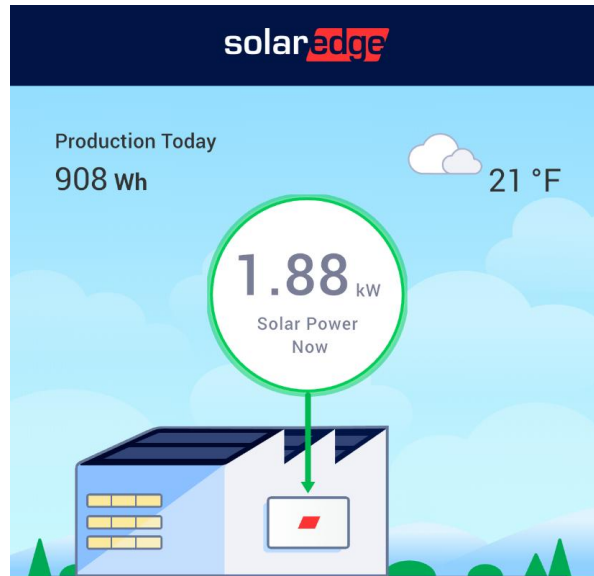 solaredge
Production Today
908 Wh
21 °F
1.88 kW
Solar Power
Now